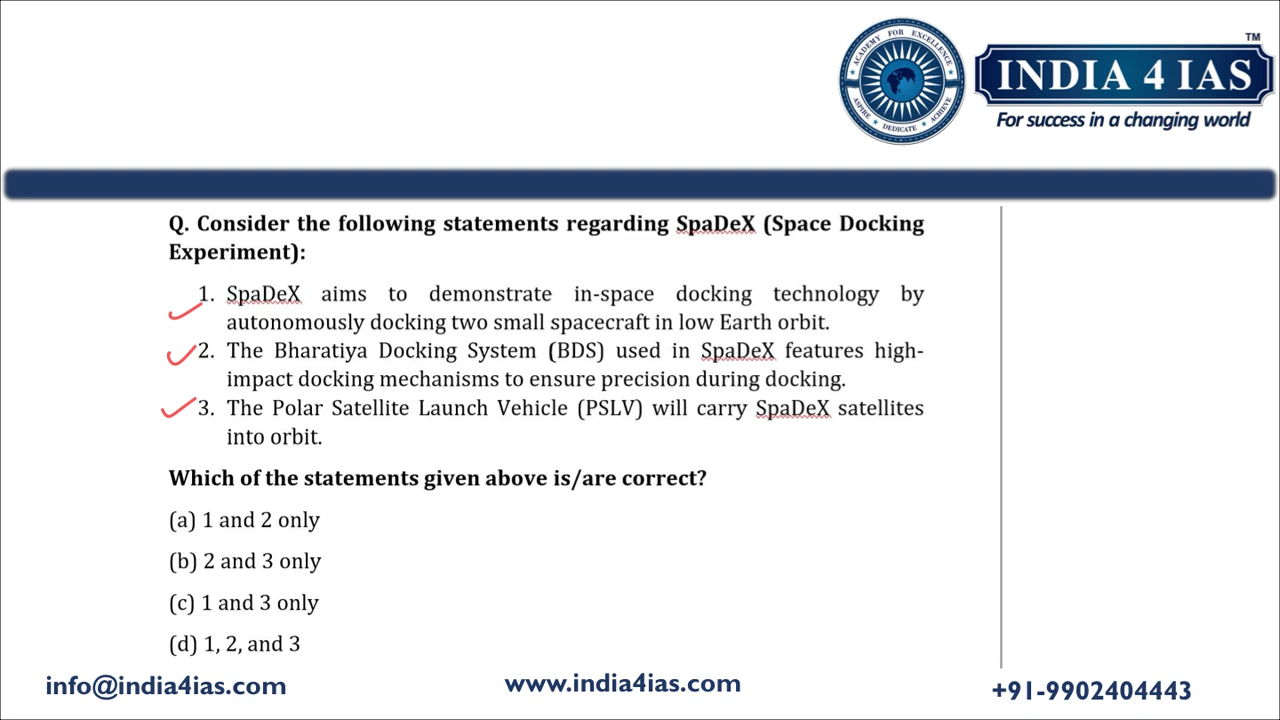 ACADEMY FOR EXCELLENCE
ASPIRE ★ DEDICATE ★ ACHIEVE
TM
INDIA 4 IAS
For success in a changing world
Q. Consider the following statements regarding SpaDeX (Space Docking
Experiment):
1. SpaDeX aims to demonstrate in-space docking technology by
autonomously docking two small spacecraft in low Earth orbit.
2. The Bharatiya Docking System (BDS) used in SpaDeX features high-
impact docking mechanisms to ensure precision during docking.
3. The Polar Satellite Launch Vehicle (PSLV) will carry SpaDeX satellites
into orbit.
Which of the statements given above is/are correct?
(a) 1 and 2 only
(b) 2 and 3 only
(c) 1 and 3 only
(d) 1, 2, and 3
info@india4ias.com
www.india4ias.com
+91-9902404443